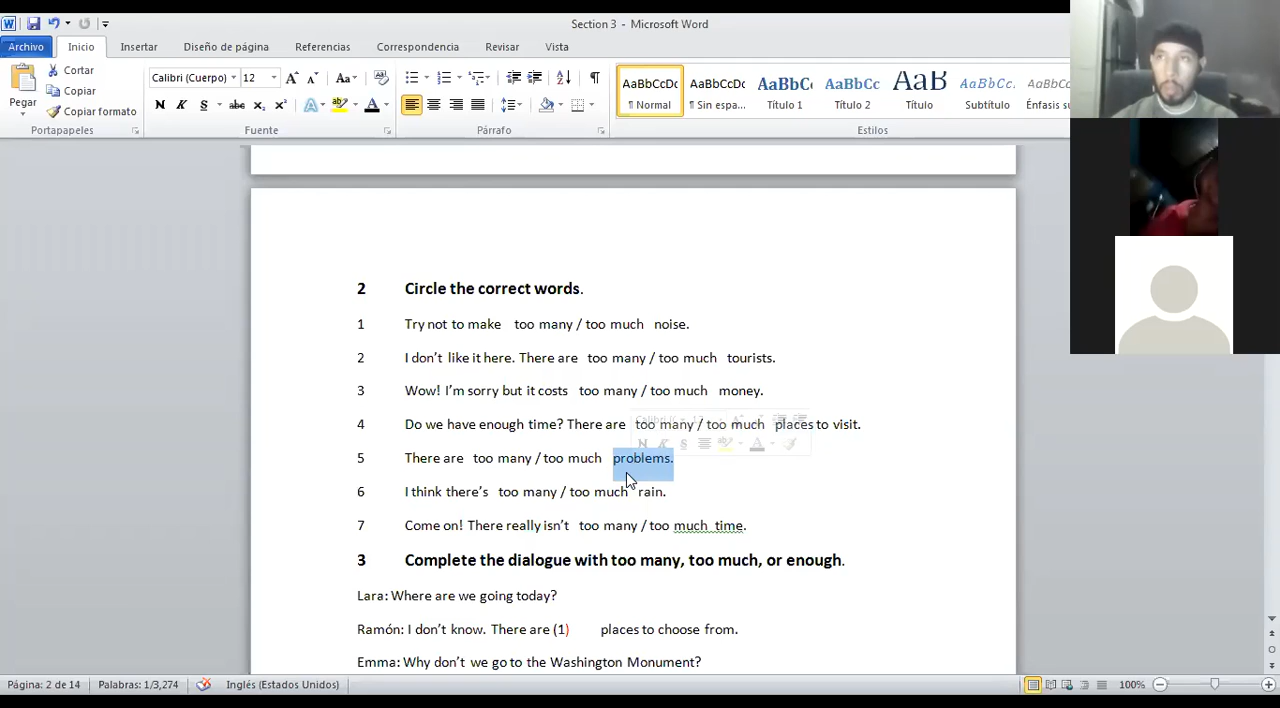 Section 3 - Microsoft Word
Archivo Inicio Insertar Diseño de página Referencias Correspondencia Revisar Vista
Pegar
Cortar
Copiar
Copiar formato
Portapapeles
Calibri (Cuerpo) 12
Fuente
Párrafo
AaBbCcDc AaBbCcDc AaBbC AaBbCc AaB AaBbCc
¶ Normal ¶ Sin espa... Título 1 Título 2 Título Subtítulo Énfasis su
Estilos
2 Circle the correct words.
1 Try not to make too many / too much noise.
2 I don’t like it here. There are too many / too much tourists.
3 Wow! I’m sorry but it costs too many / too much money.
4 Do we have enough time? There are too many / too much places to visit.
5 There are too many / too much problems.
6 I think there’s too many / too much rain.
7 Come on! There really isn’t too many / too much time.
3 Complete the dialogue with too many, too much, or enough.
Lara: Where are we going today?
Ramón: I don’t know. There are (1) places to choose from.
Emma: Why don’t we go to the Washington Monument?
Página: 2 de 14 Palabras: 1/3,274 Inglés (Estados Unidos) 100%